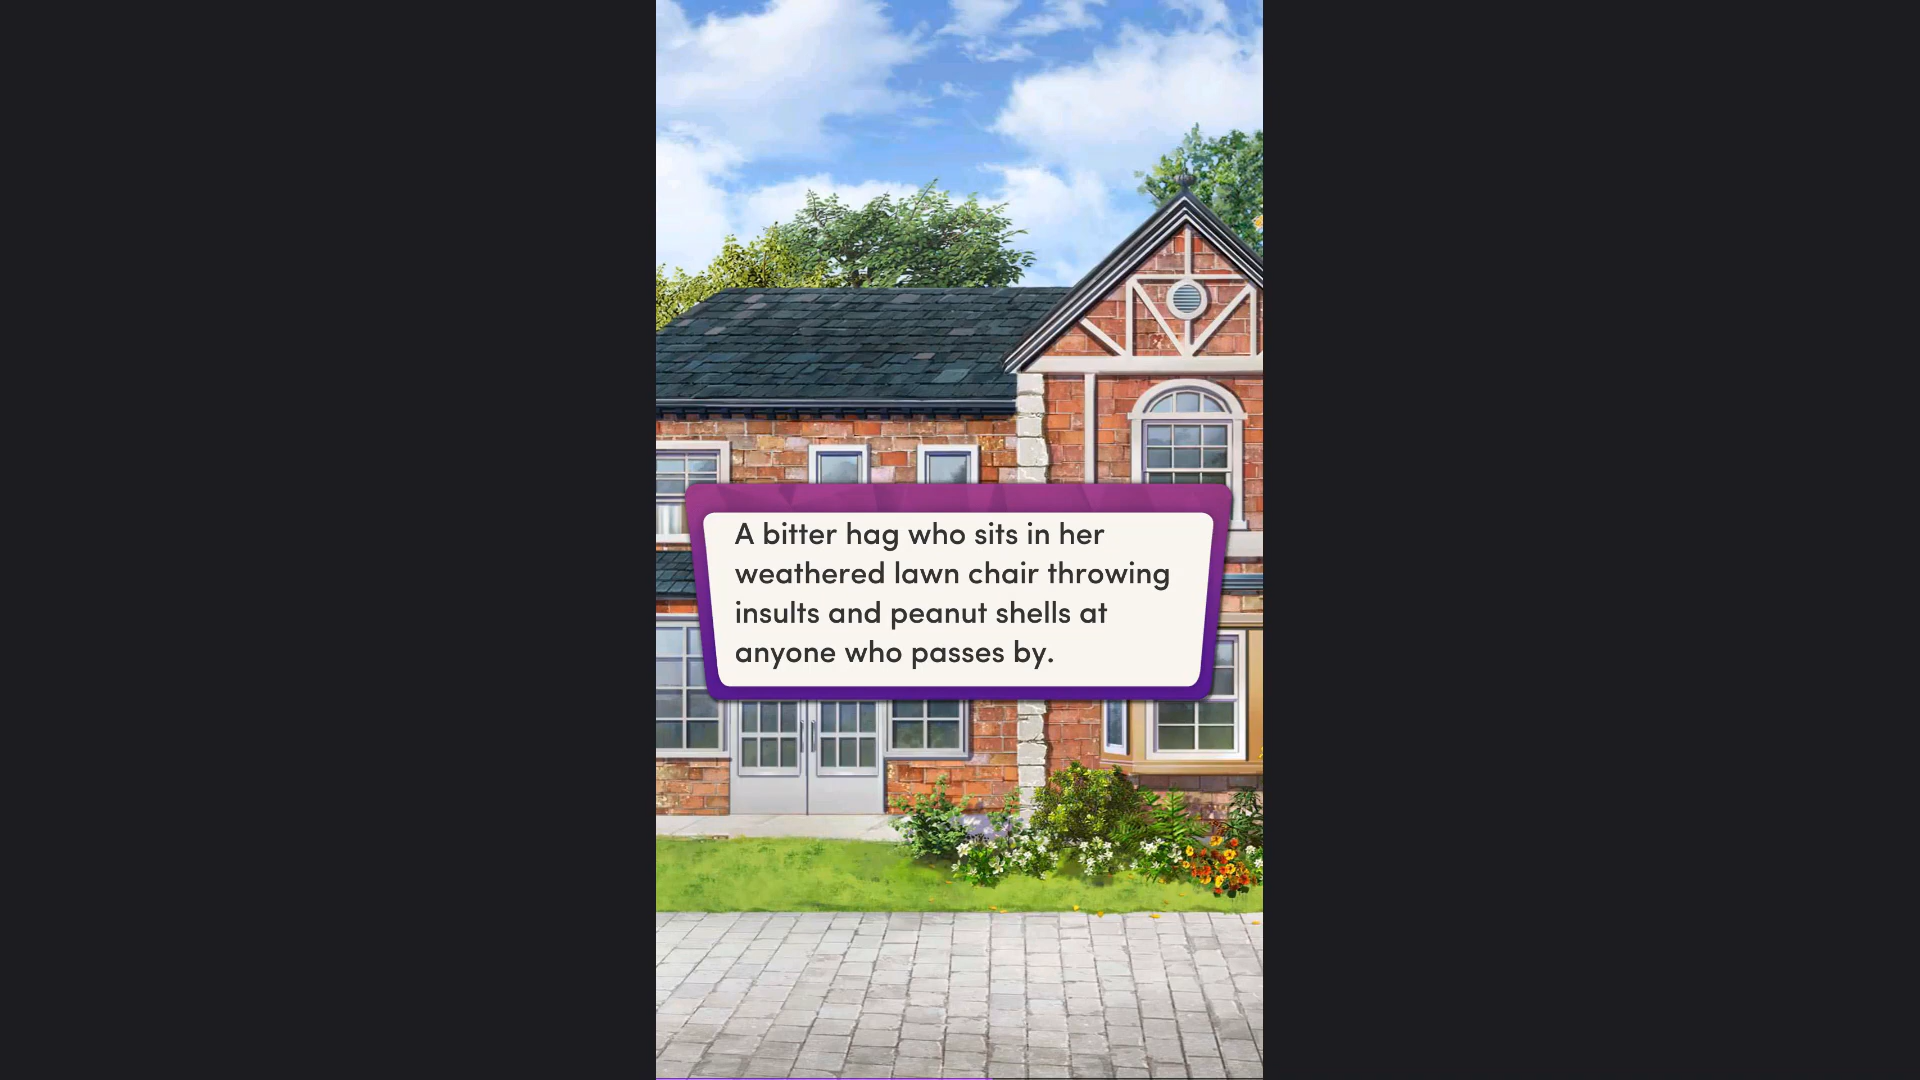 A bitter hag who sits in her
weathered lawn chair throwing
insults and peanut shells at
anyone who passes by.